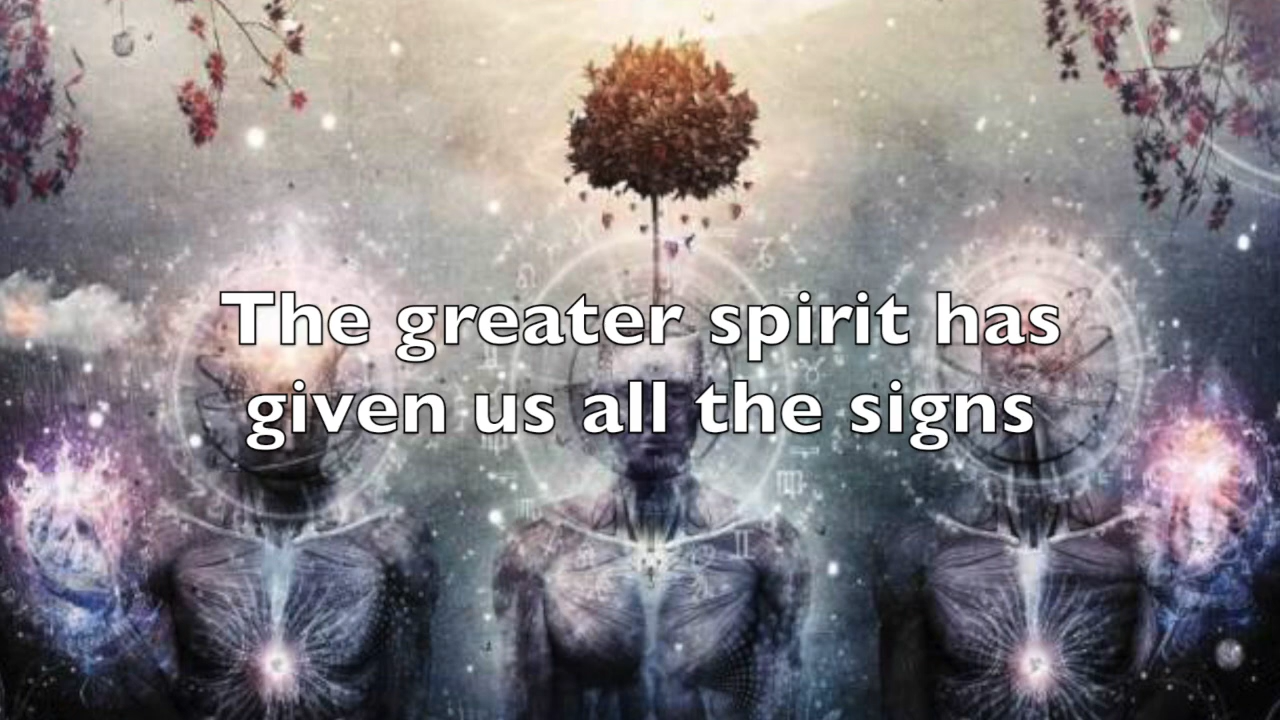 The greater spirit has
given us all the signs